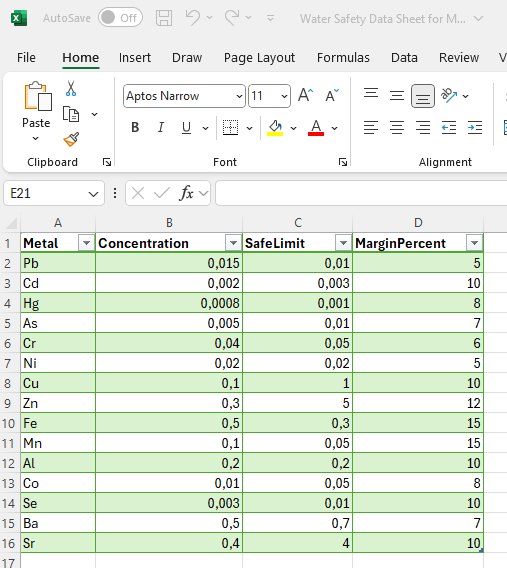 AutoSave Off Water Safety Data Sheet for M...
File Home Insert Draw Page Layout Formulas Data Review V
Aptos Narrow 11 A A
Paste B I U A
Clipboard Font Alignment
E21 fx
A B C D
1 Metal Concentration SafeLimit MarginPercent
2 Pb 0,015 0,01 5
3 Cd 0,002 0,003 10
4 Hg 0,0008 0,001 8
5 As 0,005 0,01 7
6 Cr 0,04 0,05 6
7 Ni 0,02 0,02 5
8 Cu 0,1 1 10
9 Zn 0,3 5 12
10 Fe 0,5 0,3 15
11 Mn 0,1 0,05 15
12 Al 0,2 0,2 10
13 Co 0,01 0,05 8
14 Se 0,003 0,01 10
15 Ba 0,5 0,7 7
16 Sr 0,4 4 10
17